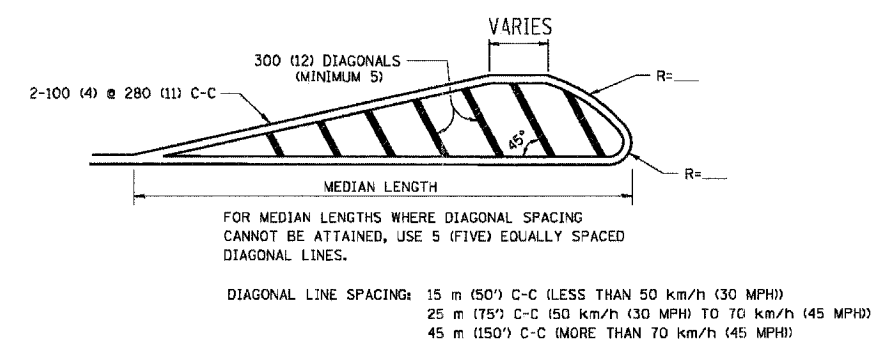 VARIES
300 (12) DIAGONALS
(MINIMUM 5)
R=___
2-100 (4) @ 280 (11) C-C
45°
R=___
MEDIAN LENGTH
FOR MEDIAN LENGTHS WHERE DIAGONAL SPACING
CANNOT BE ATTAINED, USE 5 (FIVE) EQUALLY SPACED
DIAGONAL LINES.
DIAGONAL LINE SPACING: 15 m (50') C-C (LESS THAN 50 km/h (30 MPH))
25 m (75') C-C (50 km/h (30 MPH) TO 70 km/h (45 MPH))
45 m (150') C-C (MORE THAN 70 km/h (45 MPH))